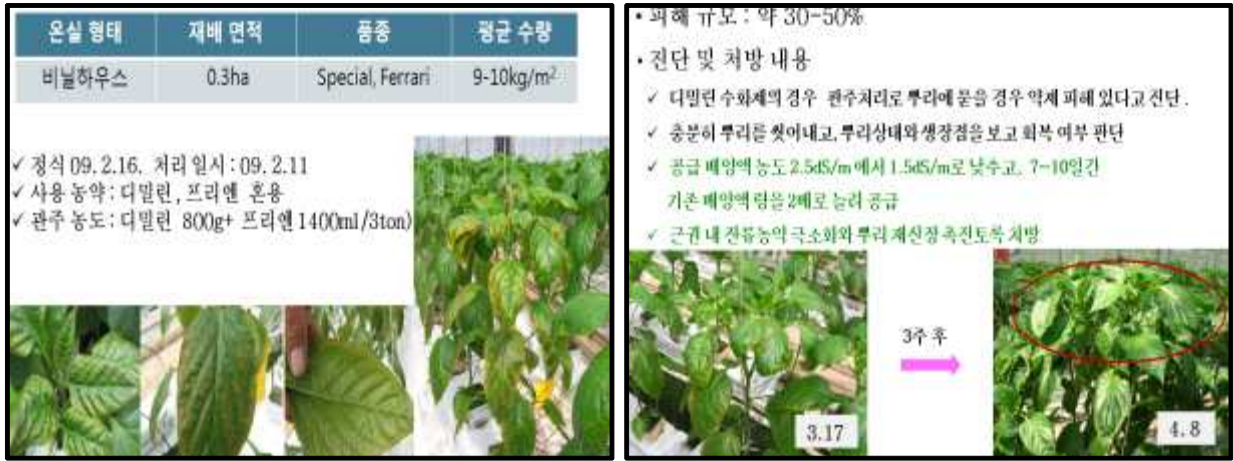 온실 형태 재배 면적 품종 평균 수량
비닐하우스 0.3ha Special, Ferrari 9-10kg/m²
✓ 정식 09. 2.16. 처리일시 : 09. 2.11
✓ 사용 농약 : 디밀린 , 프리엔 혼용
✓ 관주 농도 : 디밀린 800g+ 프리엔 1400ml /3ton)
• 피해 규모 : 약 30-50%
• 진단 및 처방 내용
✓ 디밀린 수화제의 경우 관주처리로 뿌리에 묻을 경우 약제 피해 있다고 진단 .
✓ 충분히 뿌리를 씻어내고, 뿌리상태와 생장점을 보고 회복 여부 판단
✓ 공급 배양액 농도 2.5dS/m 에서 1.5dS/m로 낮추고, 7~10일간
기존 배양액 량을 2배로 늘려 공급
✓ 근권 내 잔류농약 극소화와 뿌리 재신장 촉진토록 처방
3주 후
3.17
4. 8